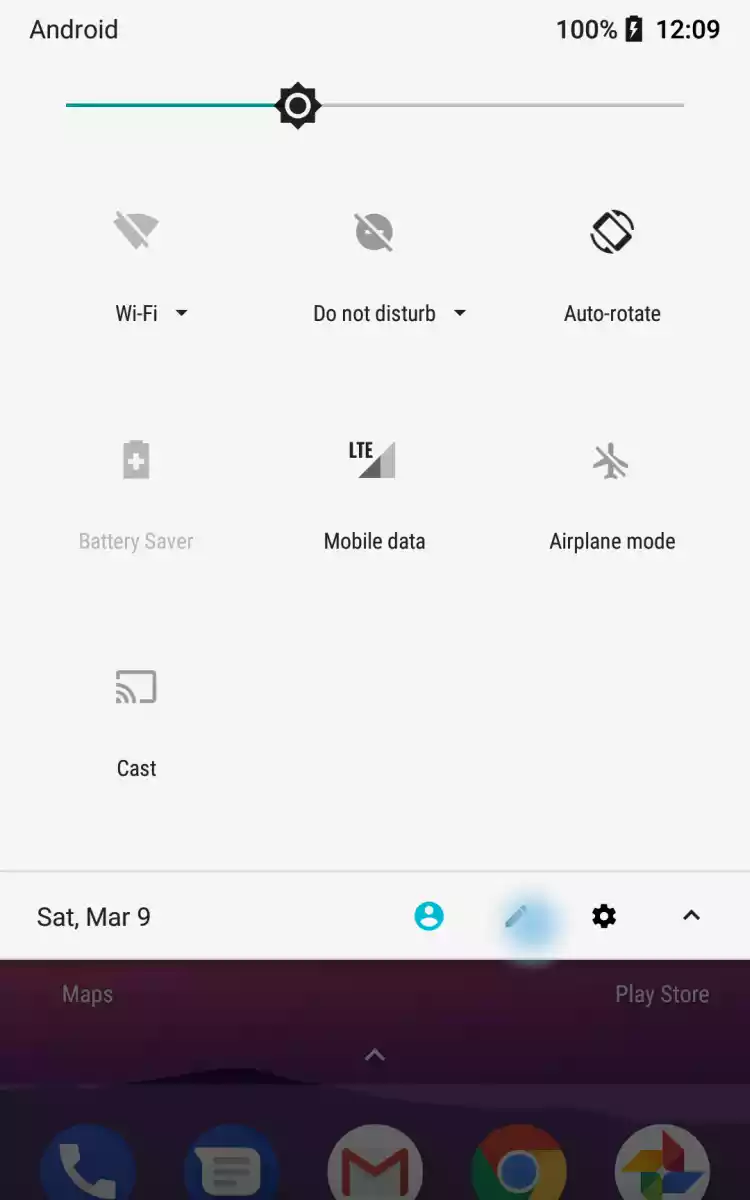 Android 100% 12:09
Wi-Fi Do not disturb Auto-rotate
LTE
Battery Saver Mobile data Airplane mode
Cast
Sat, Mar 9
Maps Play Store